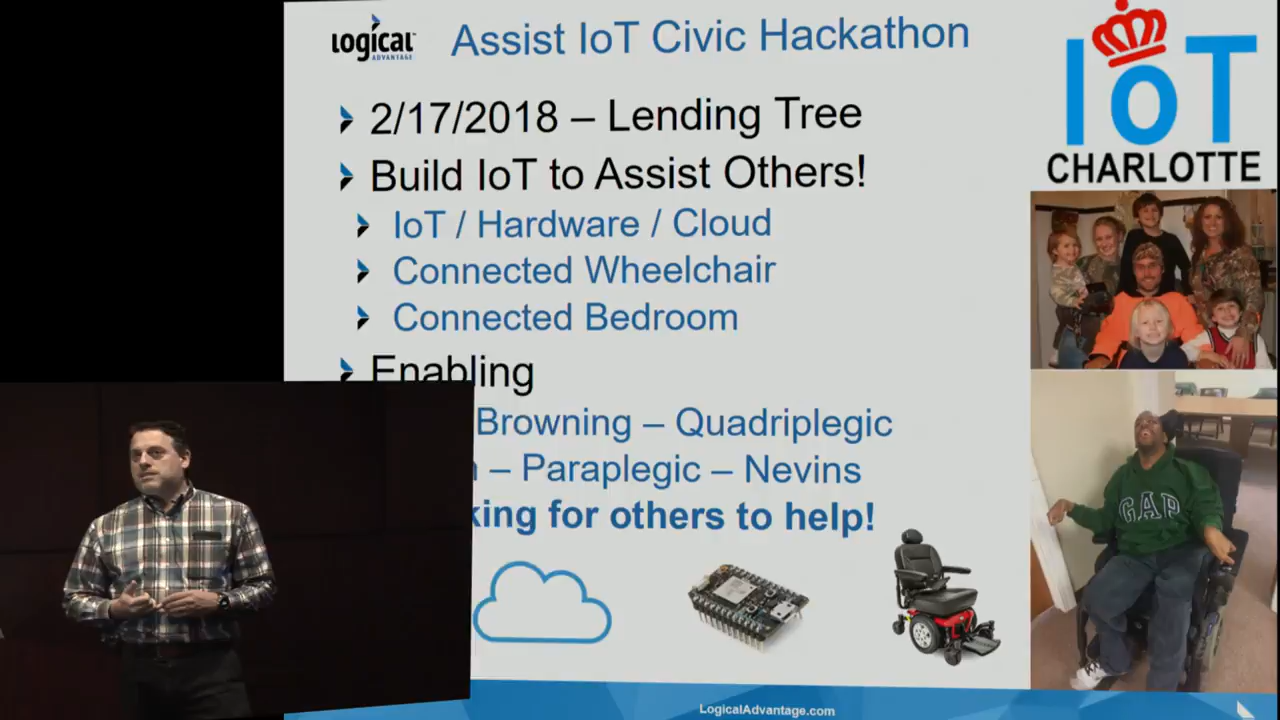 logical
ADVANTAGE
Assist IoT Civic Hackathon
IoT
CHARLOTTE
2/17/2018 – Lending Tree
Build IoT to Assist Others!
IoT / Hardware / Cloud
Connected Wheelchair
Connected Bedroom
Enabling
Browning – Quadriplegic
– Paraplegic – Nevins
for others to help!
GAP
LogicalAdvantage.com